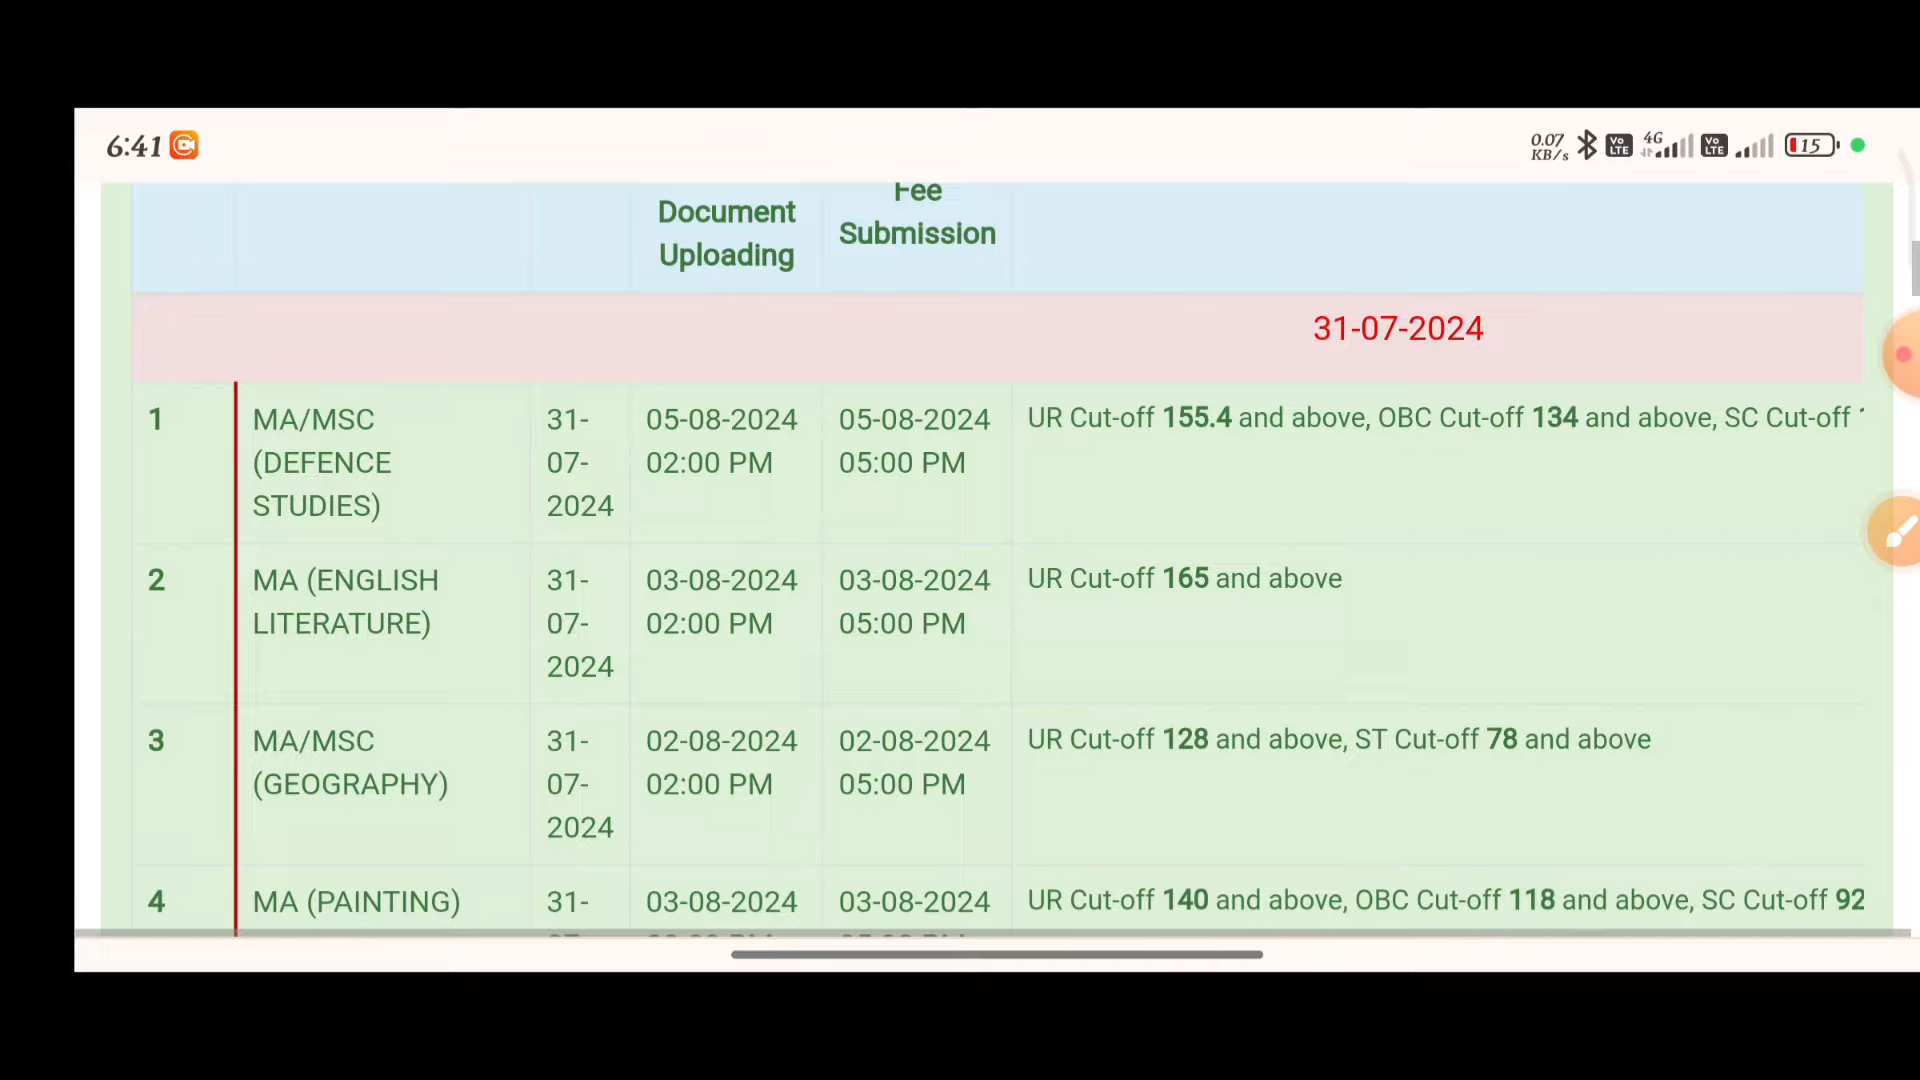 6:41
0.07 KB/s Vo LTE 4G Vo LTE 15
Fee
Document Uploading
Submission
31-07-2024
1 MA/MSC (DEFENCE STUDIES) 31-07-2024 05-08-2024 02:00 PM 05-08-2024 05:00 PM UR Cut-off 155.4 and above, OBC Cut-off 134 and above, SC Cut-off
2 MA (ENGLISH LITERATURE) 31-07-2024 03-08-2024 02:00 PM 03-08-2024 05:00 PM UR Cut-off 165 and above
3 MA/MSC (GEOGRAPHY) 31-07-2024 02-08-2024 02:00 PM 02-08-2024 05:00 PM UR Cut-off 128 and above, ST Cut-off 78 and above
4 MA (PAINTING) 31- 03-08-2024 03-08-2024 UR Cut-off 140 and above, OBC Cut-off 118 and above, SC Cut-off 92